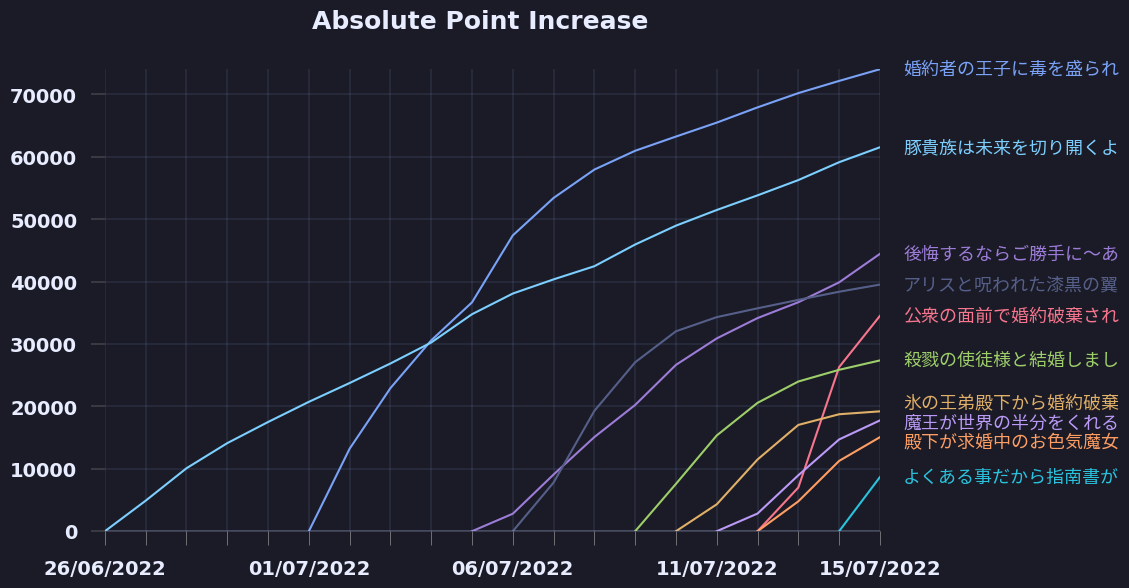 Absolute Point Increase
婚約者の王子に毒を盛られ
70000
豚貴族は未来を切り開くよ
60000
50000
後悔するならご勝手に～あ
40000
アリスと呪われた漆黒の翼
公衆の面前で婚約破棄され
30000
殺戮の使徒様と結婚しまし
20000
氷の王弟殿下から婚約破棄
魔王が世界の半分をくれる
殿下が求婚中のお色気魔女
10000
よくある事だから指南書が
0
26/06/2022 01/07/2022 06/07/2022 11/07/2022 15/07/2022